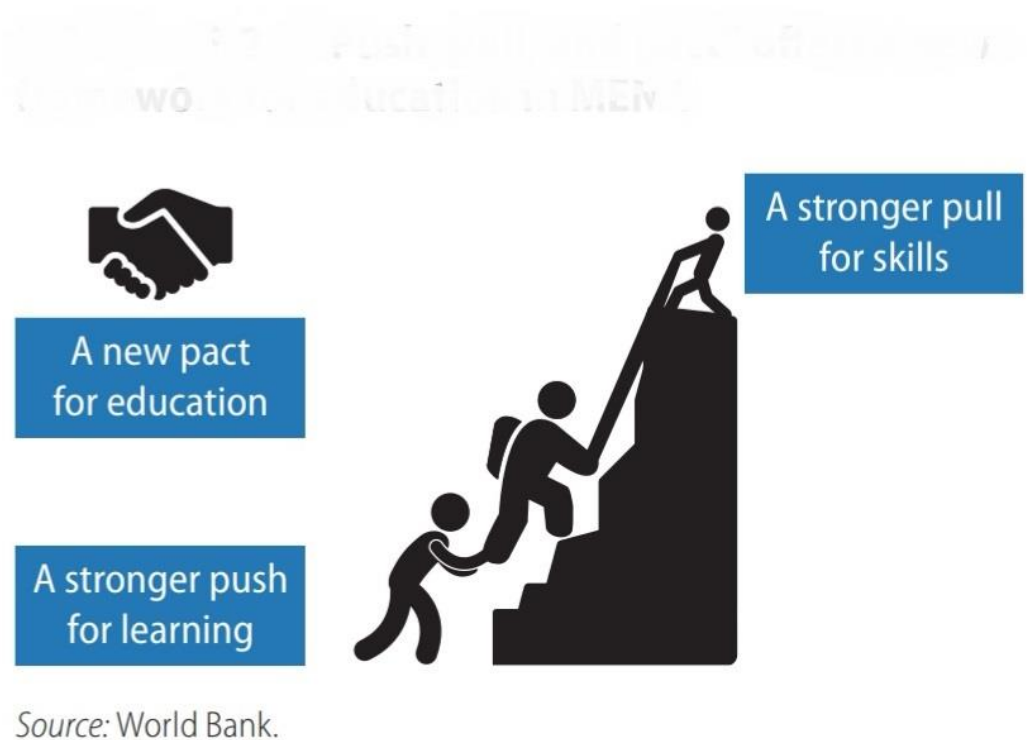 A stronger pull
for skills
A new pact
for education
A stronger push
for learning
Source: World Bank.